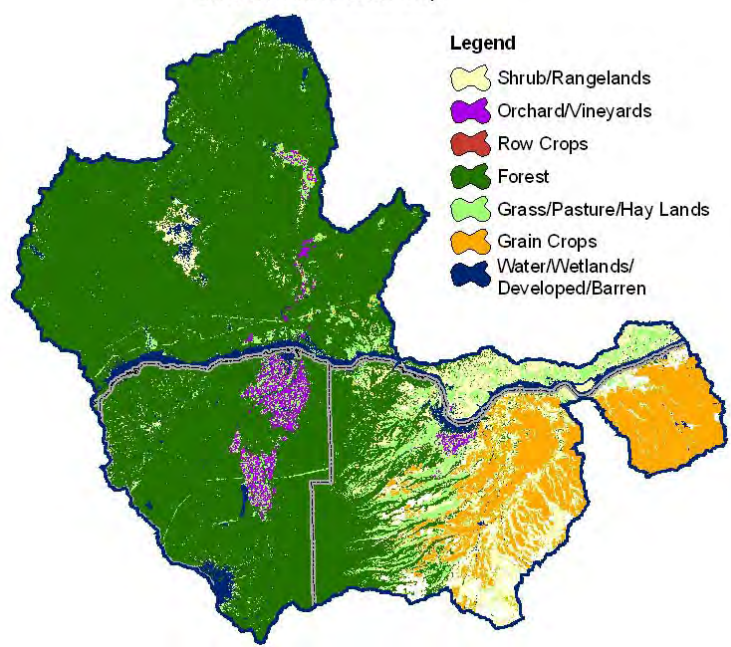 Legend
Shrub/Rangelands
Orchard/Vineyards
Row Crops
Forest
Grass/Pasture/Hay Lands
Grain Crops
Water/Wetlands/
Developed/Barren